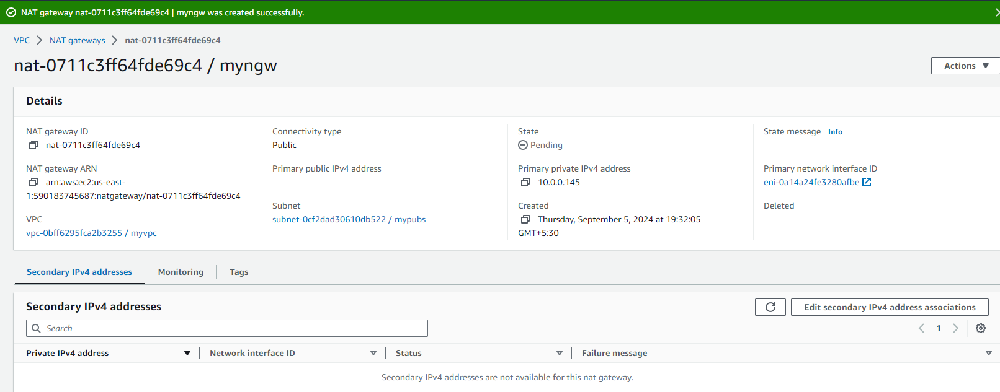 NAT gateway nat-0711c3ff64fde69c4 | myngw was created successfully.
VPC > NAT gateways > nat-0711c3ff64fde69c4
nat-0711c3ff64fde69c4 / myngw
Actions
Details
NAT gateway ID
nat-0711c3ff64fde69c4
NAT gateway ARN
arn:aws:ec2:us-east-
1:590183745687:natgateway/nat-0711c3ff64fde69c4
VPC
vpc-0bff6295fca2b3255 / myvpc
Connectivity type
Public
Primary public IPv4 address
–
Subnet
subnet-0cf2dad30610db522 / mypubs
State
Pending
Primary private IPv4 address
10.0.0.145
Created
Thursday, September 5, 2024 at 19:32:05
GMT+5:30
State message Info
–
Primary network interface ID
eni-0a14a24fe3280afbe
Deleted
–
Secondary IPv4 addresses
Monitoring
Tags
Secondary IPv4 addresses
Edit secondary IPv4 address associations
Search
1
Private IPv4 address
Network interface ID
Status
Failure message
Secondary IPv4 addresses are not available for this nat gateway.